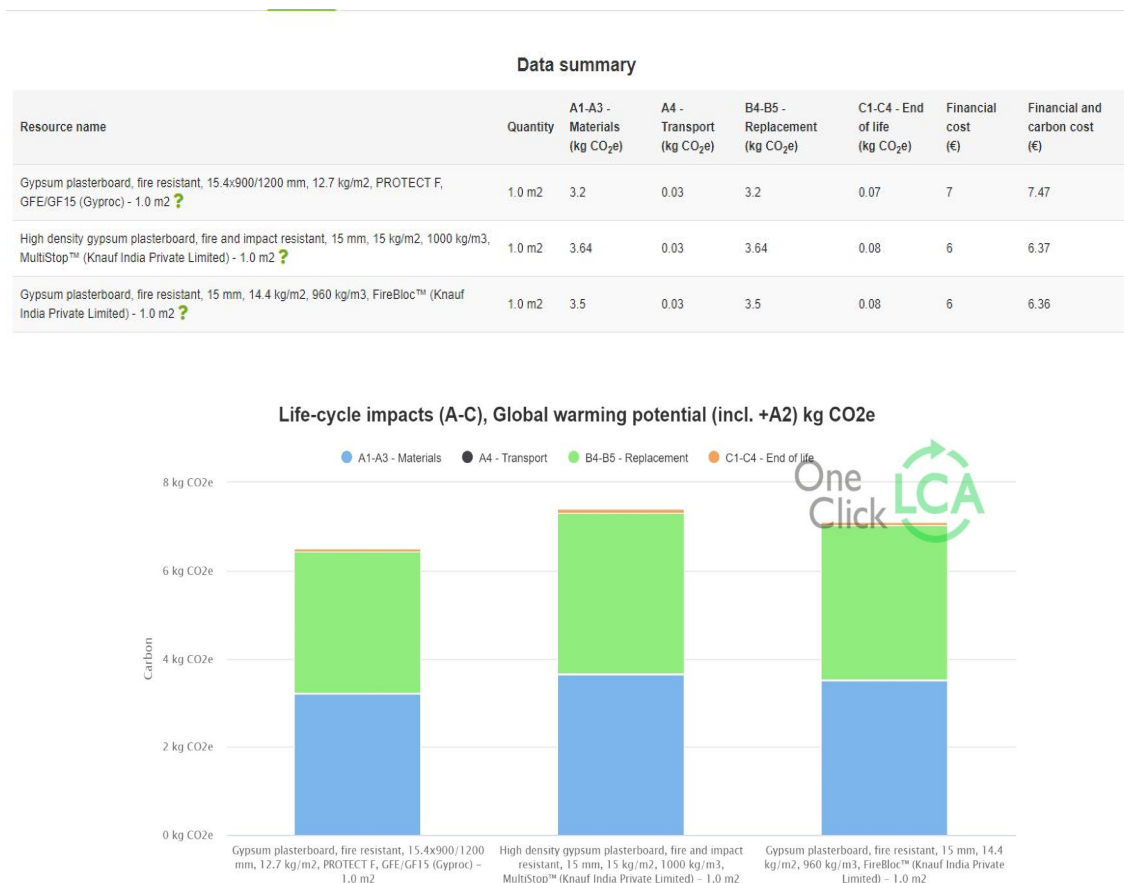 Data summary
Resource name
Quantity
A1-A3 -
Materials
(kg CO2e)
A4 -
Transport
(kg CO2e)
B4-B5 -
Replacement
(kg CO2e)
C1-C4 - End
of life
(kg CO2e)
Financial
cost
(€)
Financial and
carbon cost
(€)
Gypsum plasterboard, fire resistant, 15.4x900/1200 mm, 12.7 kg/m2, PROTECT F,
GFE/GF15 (Gyproc) - 1.0 m2 ?
1.0 m2 3.2 0.03 3.2 0.07 7 7.47
High density gypsum plasterboard, fire and impact resistant, 15 mm, 15 kg/m2, 1000 kg/m3,
MultiStop™ (Knauf India Private Limited) - 1.0 m2 ?
1.0 m2 3.64 0.03 3.64 0.08 6 6.37
Gypsum plasterboard, fire resistant, 15 mm, 14.4 kg/m2, 960 kg/m3, FireBloc™ (Knauf
India Private Limited) - 1.0 m2 ?
1.0 m2 3.5 0.03 3.5 0.08 6 6.36
Life-cycle impacts (A-C), Global warming potential (incl. +A2) kg CO2e
A1-A3 - Materials A4 - Transport B4-B5 - Replacement C1-C4 - End of life
One
Click LCA
Carbon
8 kg CO2e
6 kg CO2e
4 kg CO2e
2 kg CO2e
0 kg CO2e
Gypsum plasterboard, fire resistant, 15.4x900/1200
mm, 12.7 kg/m2, PROTECT F, GFE/GF15 (Gyproc) –
1.0 m2
High density gypsum plasterboard, fire and impact
resistant, 15 mm, 15 kg/m2, 1000 kg/m3,
MultiStop™ (Knauf India Private Limited) – 1.0 m2
Gypsum plasterboard, fire resistant, 15 mm, 14.4
kg/m2, 960 kg/m3, FireBloc™ (Knauf India Private
Limited) – 1.0 m2